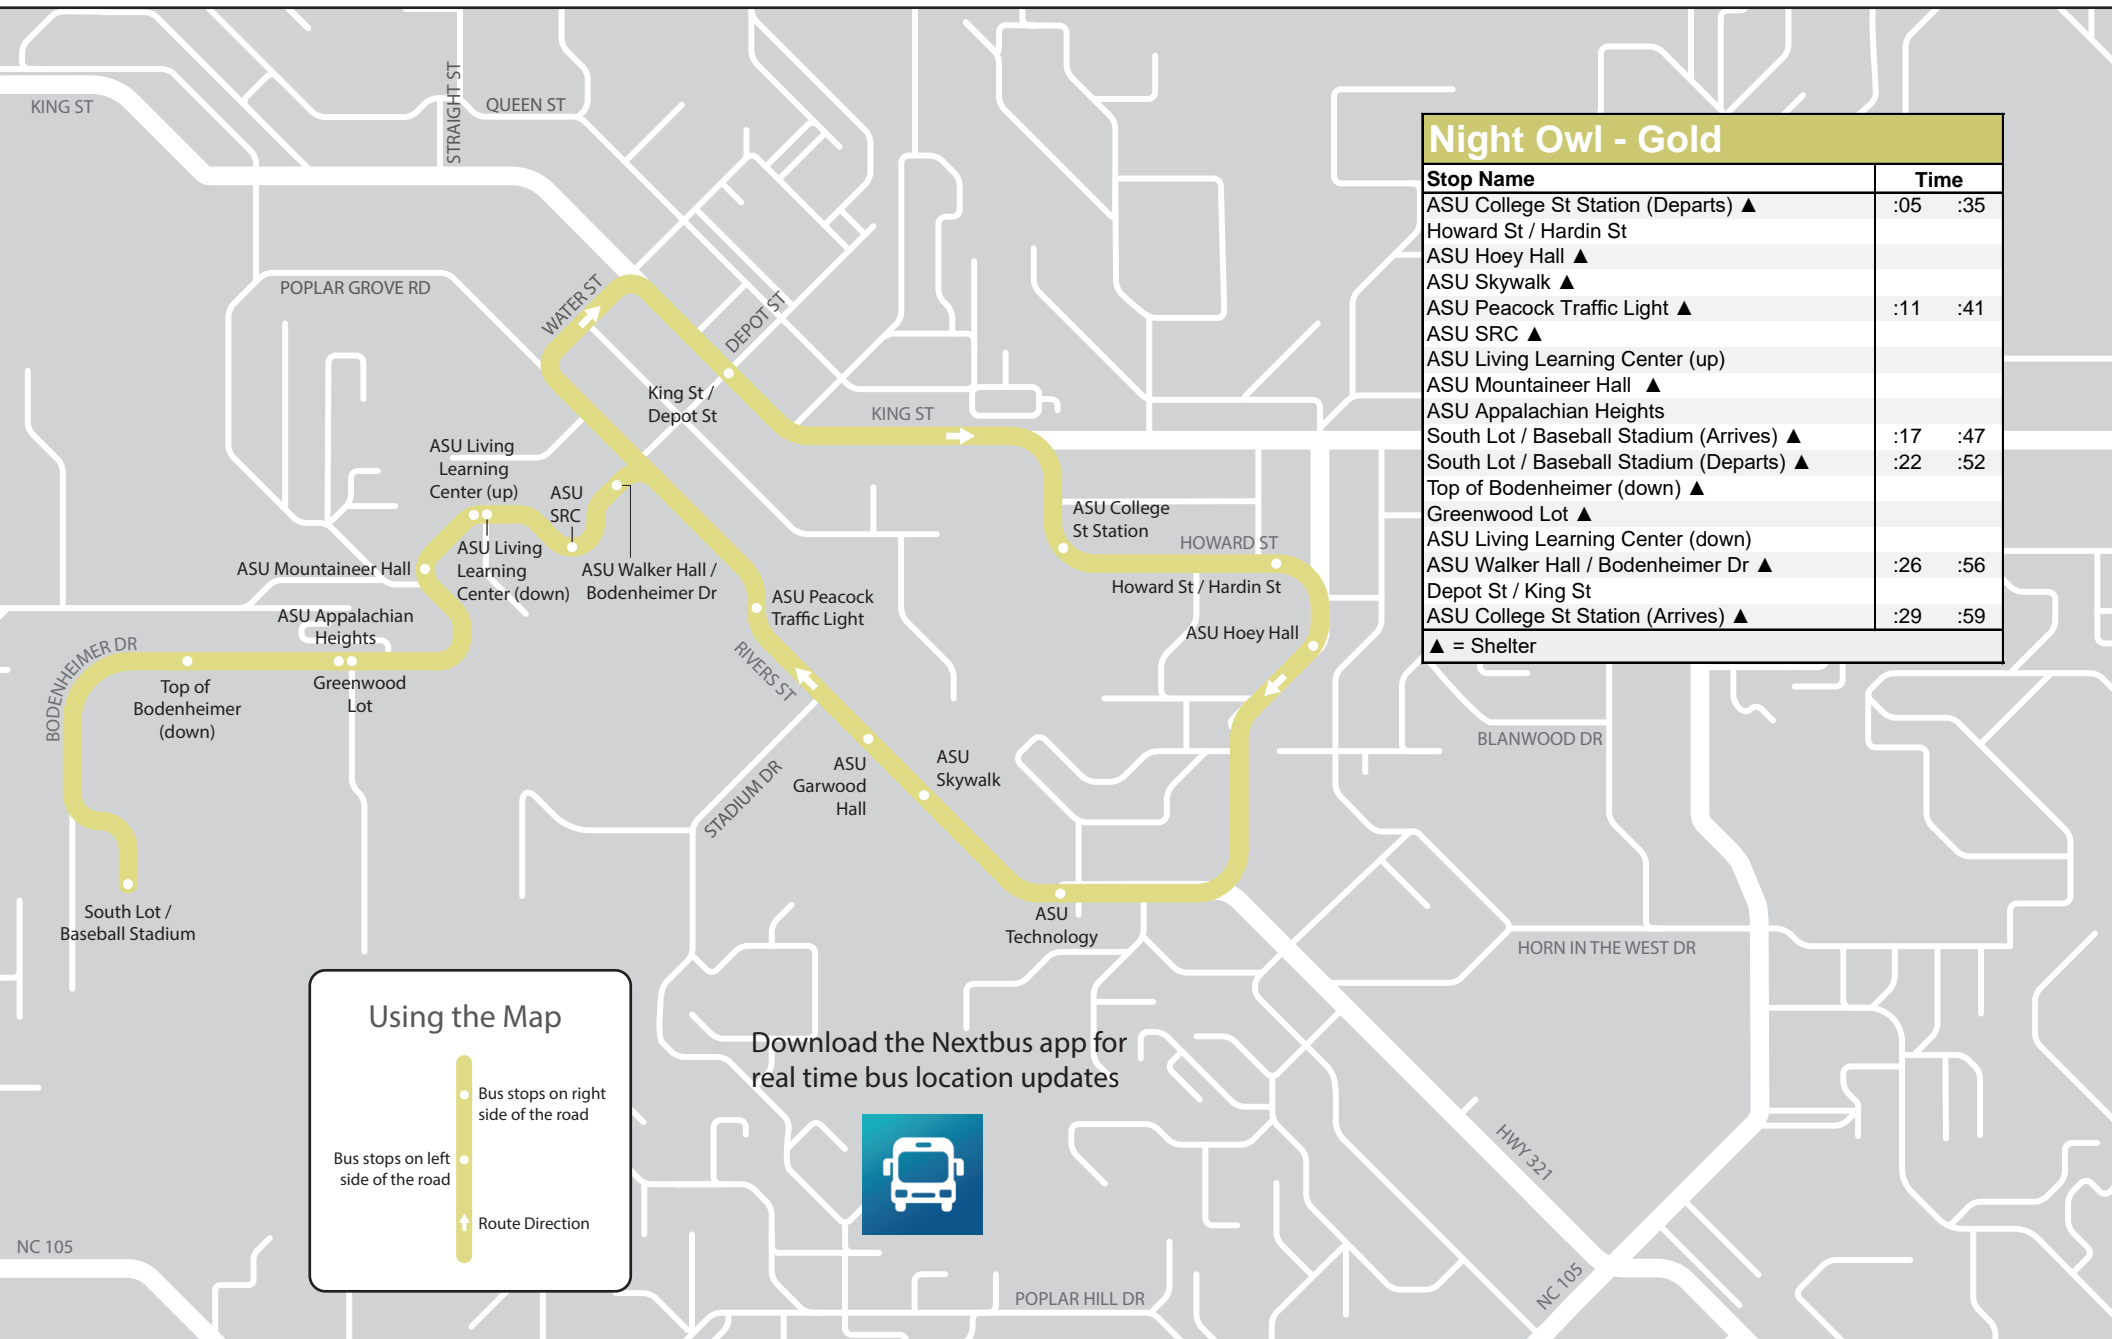 KING ST
STRAIGHT ST
QUEEN ST
POPLAR GROVE RD
WATER ST
DEPOT ST
King St /
Depot St
KING ST
ASU Living
Learning
Center (up)
ASU
SRC
ASU College
St Station
HOWARD ST
ASU Mountaineer Hall
ASU Living
Learning
Center (down)
ASU Walker Hall /
Bodenheimer Dr
Howard St / Hardin St
ASU Peacock
Traffic Light
ASU Appalachian
Heights
ASU Hoey Hall
BODENHEIMER DR
RIVERS ST
Top of
Bodenheimer
(down)
Greenwood
Lot
STADIUM DR
ASU
Garwood
Hall
ASU
Skywalk
BLANWOOD DR
South Lot /
Baseball Stadium
ASU
Technology
HORN IN THE WEST DR
HWY 321
NC 105
NC 105
POPLAR HILL DR
Night Owl - Gold
Stop Name Time
ASU College St Station (Departs) ▲ :05 :35
Howard St / Hardin St
ASU Hoey Hall ▲
ASU Skywalk ▲
ASU Peacock Traffic Light ▲ :11 :41
ASU SRC ▲
ASU Living Learning Center (up)
ASU Mountaineer Hall ▲
ASU Appalachian Heights
South Lot / Baseball Stadium (Arrives) ▲ :17 :47
South Lot / Baseball Stadium (Departs) ▲ :22 :52
Top of Bodenheimer (down) ▲
Greenwood Lot ▲
ASU Living Learning Center (down)
ASU Walker Hall / Bodenheimer Dr ▲ :26 :56
Depot St / King St
ASU College St Station (Arrives) ▲ :29 :59
▲ = Shelter
Using the Map
Bus stops on right
side of the road
Bus stops on left
side of the road
Route Direction
Download the Nextbus app for
real time bus location updates